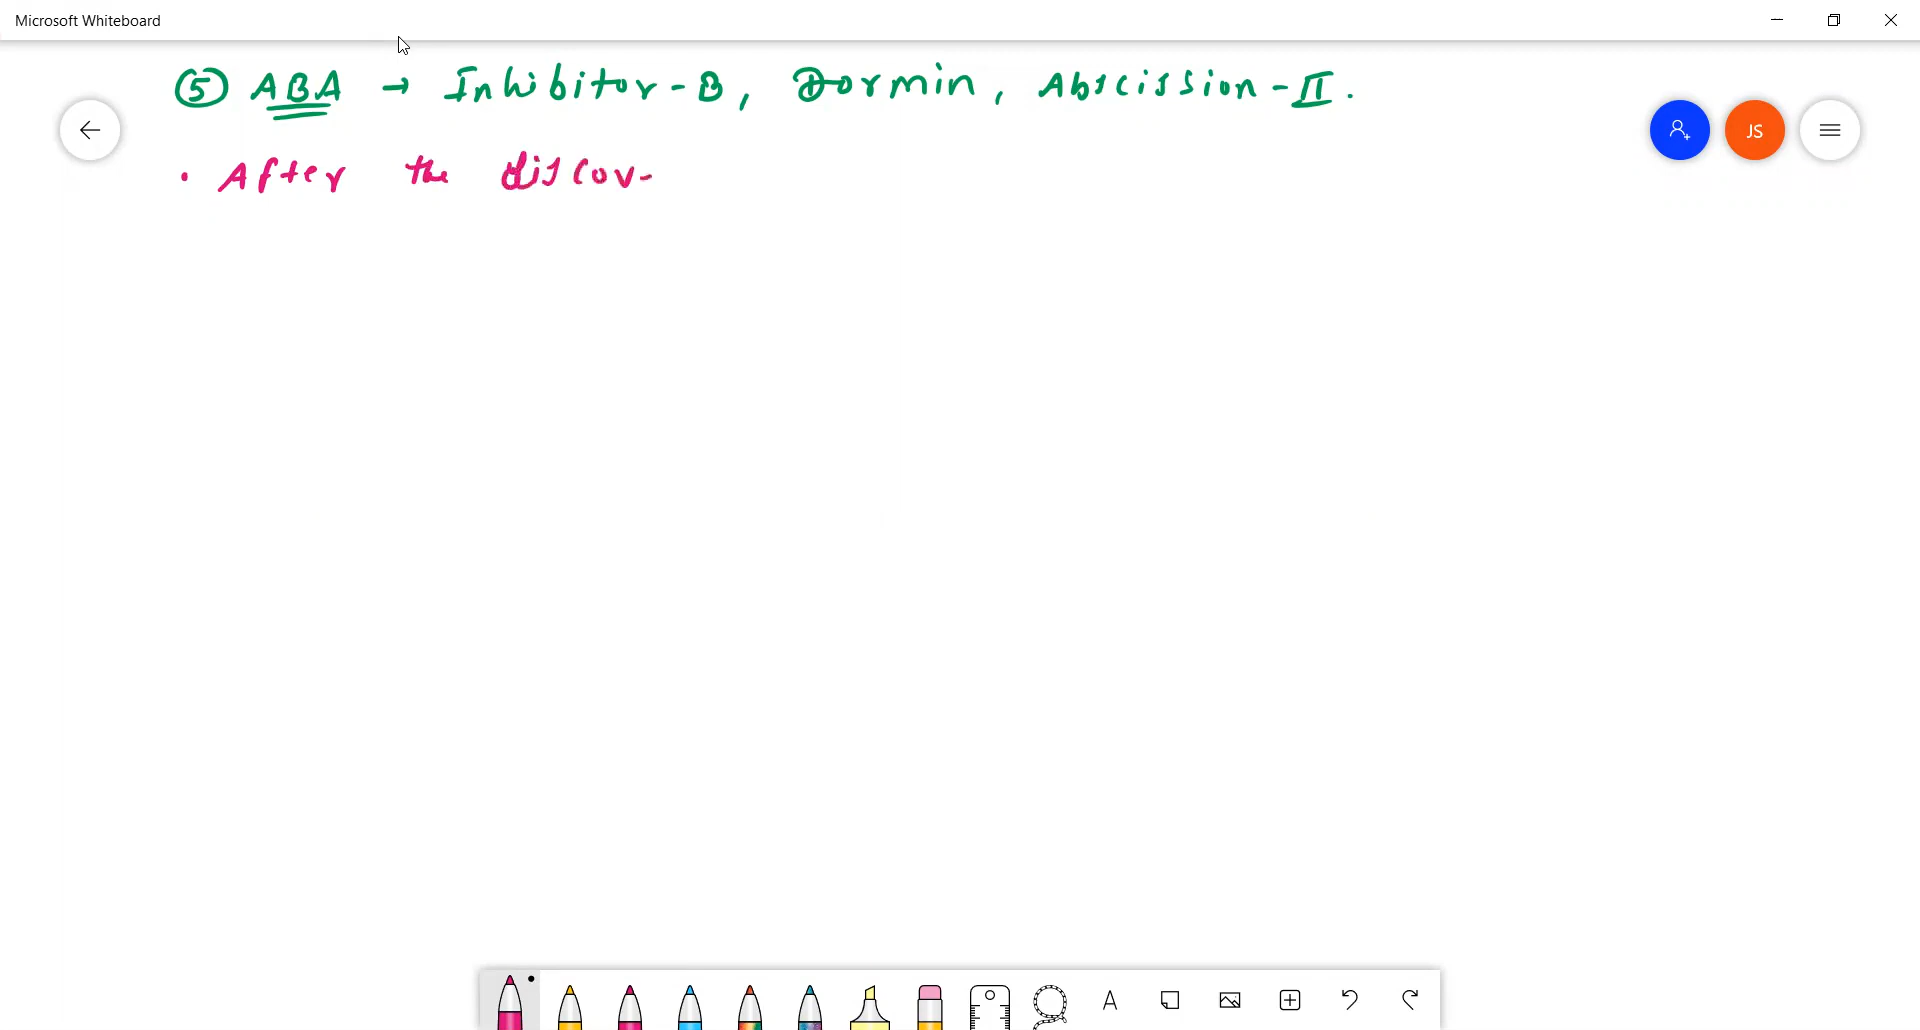 Microsoft Whiteboard
⑤ ABA → Inhibitor-B, Dormin, Abscission-II.
JS
• After the discov-